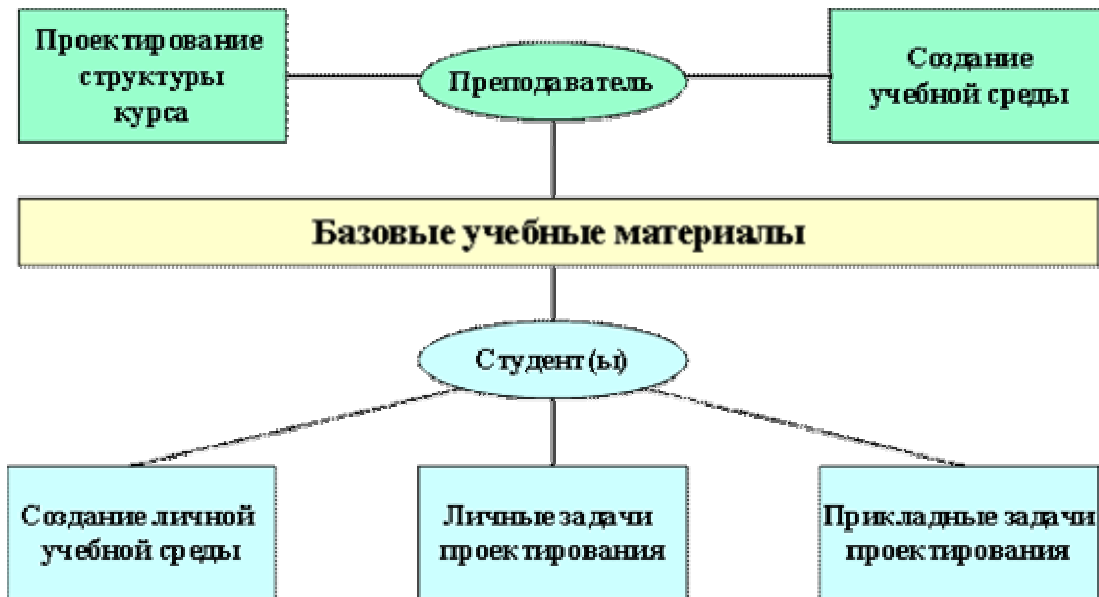 Проектирование
структуры
курса
Преподаватель
Создание
учебной среды
Базовые учебные материалы
Студент(ы)
Создание личной
учебной среды
Личные задачи
проектирования
Прикладные задачи
проектирования